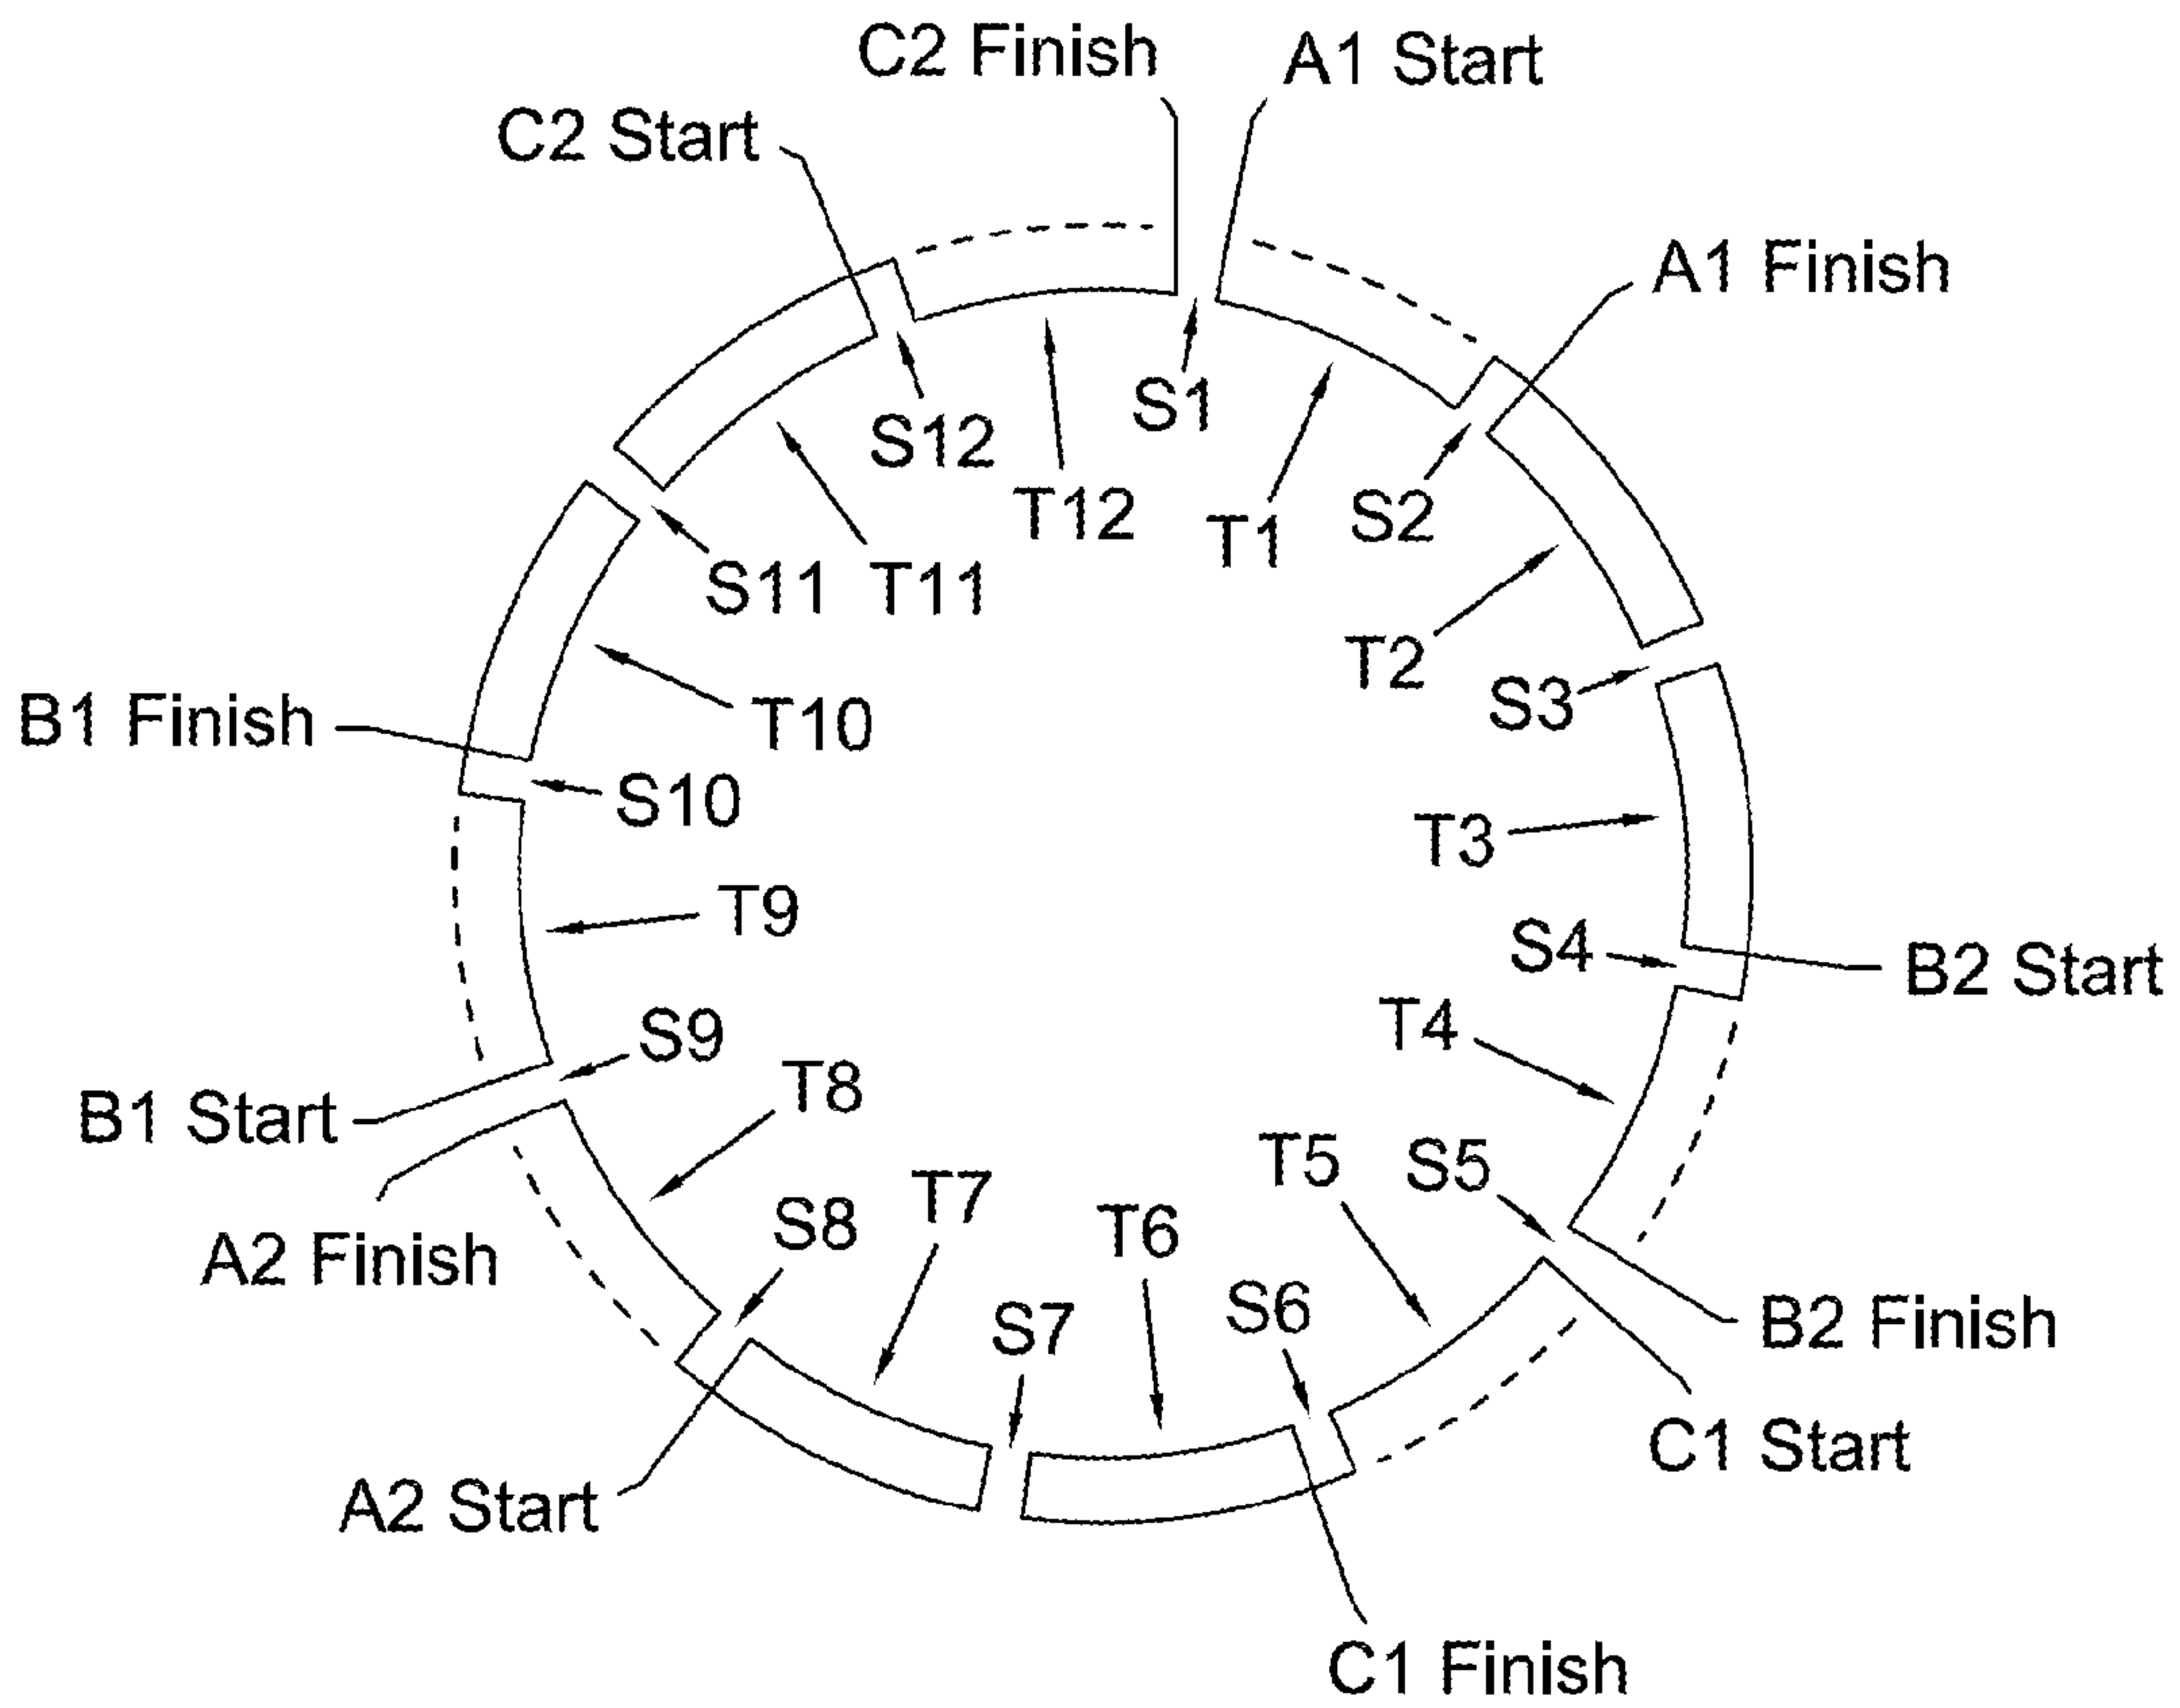 C2 Finish
A1 Start
C2 Start
A1 Finish
S1
S12
T12
T1
S2
S11
T11
T2
S3
B1 Finish
T10
S10
T3
T9
S4
B2 Start
S9
T4
T8
B1 Start
T5
S5
T7
S8
T6
A2 Finish
S6
S7
B2 Finish
C1 Start
A2 Start
C1 Finish